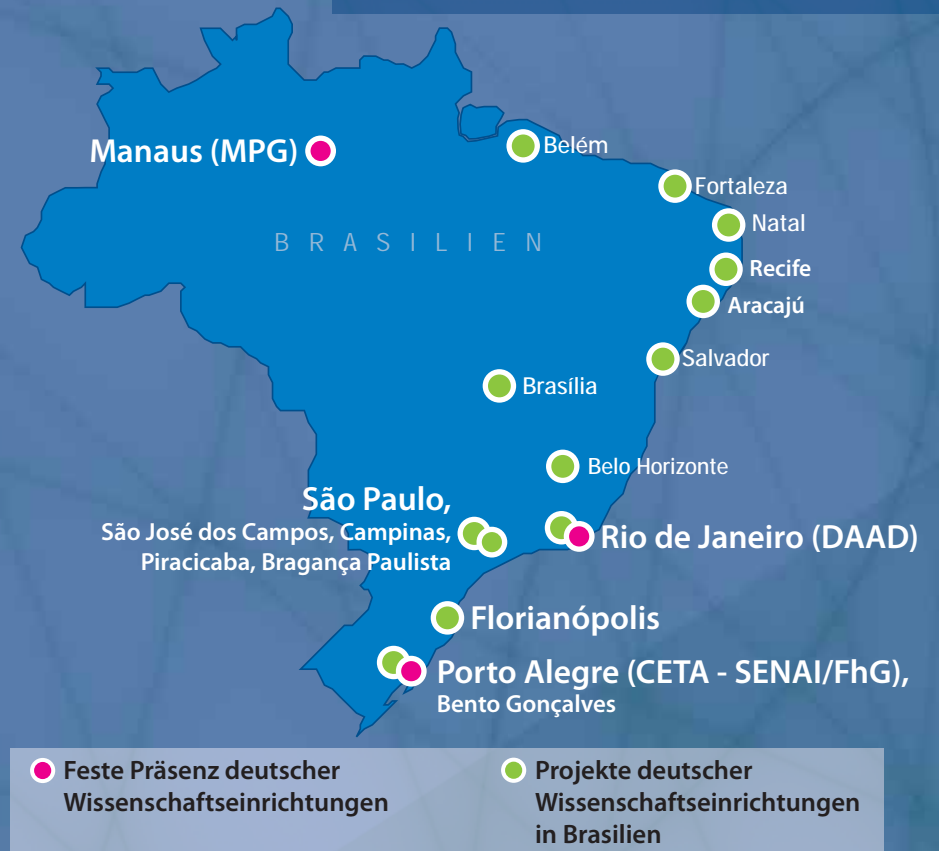 Manaus (MPG)
Belém
Fortaleza
Natal
BRASILIEN
Recife
Aracajú
Salvador
Brasília
Belo Horizonte
São Paulo,
São José dos Campos, Campinas,
Piracicaba, Bragança Paulista
Rio de Janeiro (DAAD)
Florianópolis
Porto Alegre (CETA - SENAI/FhG),
Bento Gonçalves
Feste Präsenz deutscher
Wissenschaftseinrichtungen
Projekte deutscher
Wissenschaftseinrichtungen
in Brasilien